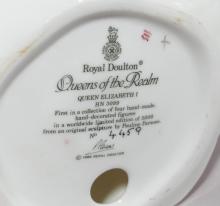 Royal Doulton
Queens of the Realm
QUEEN ELIZABETH I
HN 3099
First in a collection of four hand-made
hand-decorated figures
in a worldwide limited edition of 5000
from an original sculpture by Pauline Parsons
No 4459
© 1986 ROYAL DOULTON